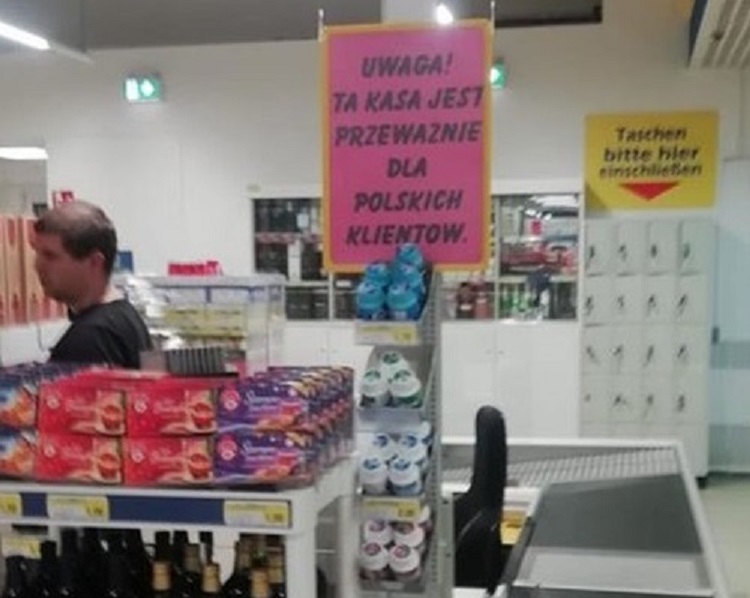 UWAGA!
TA KASA JEST
PRZEWAZNIE
DLA
POLSKICH
KLIENTOW.
Taschen
bitte hier
einschließen